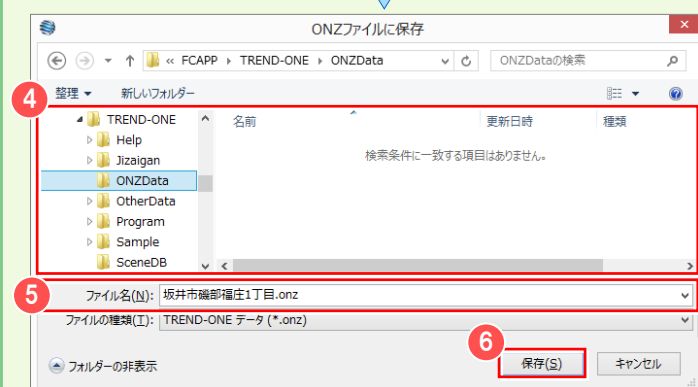 ONZファイルに保存
« FCAPP ▸ TREND-ONE ▸ ONZData
ONZDataの検索
整理 ▼ 新しいフォルダー
4
TREND-ONE
Help
Jizaigan
ONZData
OtherData
Program
Sample
SceneDB
名前 更新日時 種類
検索条件に一致する項目はありません。
5
ファイル名(N): 坂井市磯部福庄1丁目.onz
ファイルの種類(T): TREND-ONE データ (*.onz)
6
フォルダーの非表示 保存(S) キャンセル